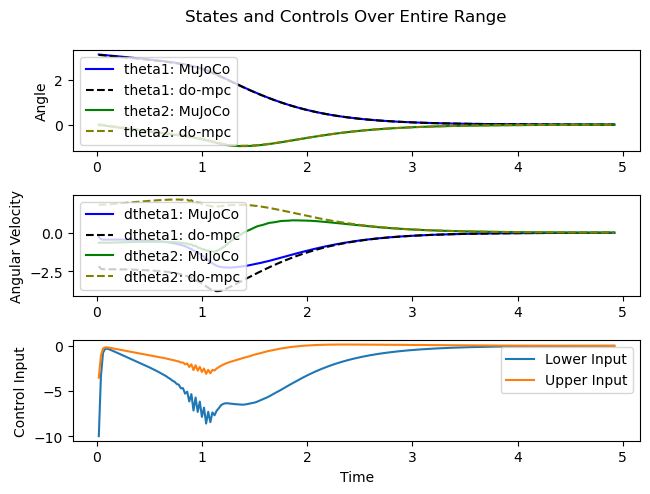 States and Controls Over Entire Range
Angle
2
0
theta1: MuJoCo
theta1: do-mpc
theta2: MuJoCo
theta2: do-mpc
0 1 2 3 4 5
Angular Velocity
0.0
−2.5
dtheta1: MuJoCo
dtheta1: do-mpc
dtheta2: MuJoCo
dtheta2: do-mpc
0 1 2 3 4 5
Control Input
0
−5
−10
Lower Input
Upper Input
0 1 2 3 4 5
Time